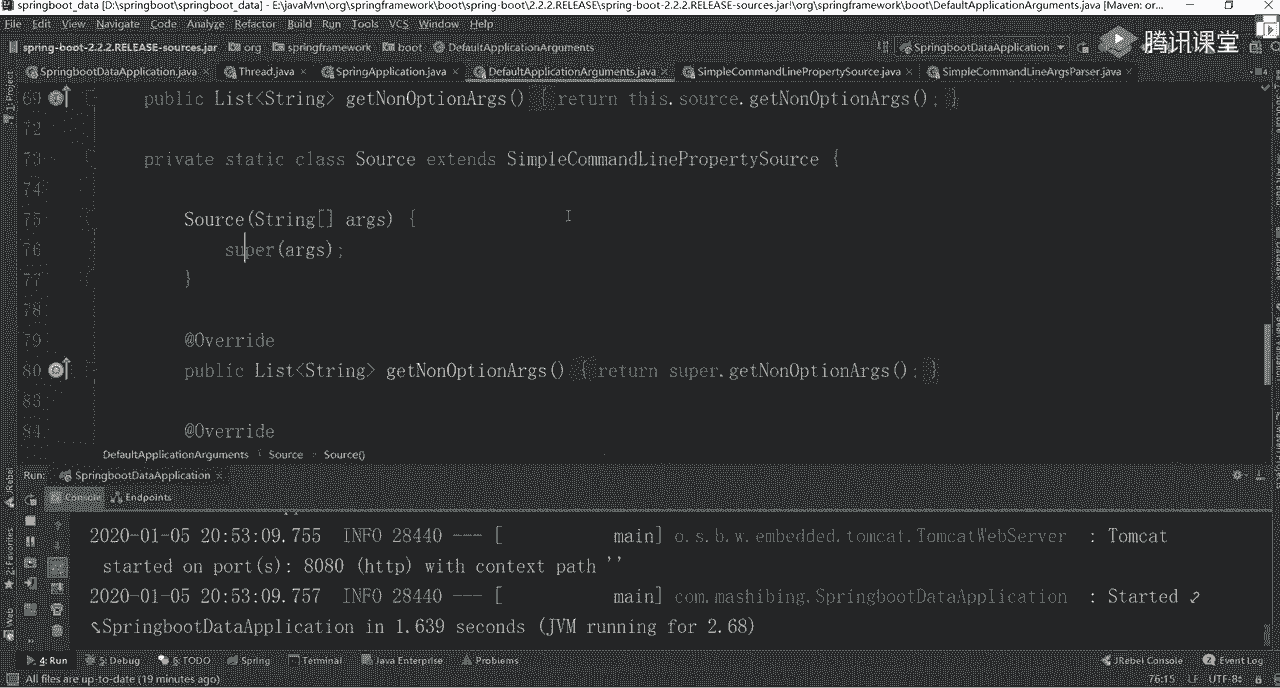 springboot_data [D:\springboot\springboot_data] - E:\javaMvn\org\springframework\boot\spring-boot\2.2.2.RELEASE\spring-boot-2.2.2.RELEASE-sources.jar!\org\springframework\boot\DefaultApplicationArguments.java [Maven: or...
File Edit View Navigate Code Analyze Refactor Build Run Tools VCS Window Help
spring-boot-2.2.2.RELEASE-sources.jar org springframework boot DefaultApplicationArguments SpringbootDataApplication
腾讯课堂
SpringbootDataApplication.java Thread.java SpringApplication.java DefaultApplicationArguments.java SimpleCommandLinePropertySource.java SimpleCommandLineArgsParser.java
1: Project
69 public List<String> getNonOptionArgs() { return this.source.getNonOptionArgs(); }
72
73 private static class Source extends SimpleCommandLinePropertySource {
74
75 Source(String[] args) {
76 super(args);
77 }
78
79 @Override
80 public List<String> getNonOptionArgs() { return super.getNonOptionArgs(); }
83
84 @Override
DefaultApplicationArguments Source Source()
Run: SpringbootDataApplication
Console Endpoints
JRebel
2: Favorites
Web
2020-01-05 20:53:09.755 INFO 28440 --- [ main] o.s.b.w.embedded.tomcat.TomcatWebServer : Tomcat
started on port(s): 8080 (http) with context path ''
2020-01-05 20:53:09.757 INFO 28440 --- [ main] com.mashibing.SpringbootDataApplication : Started
SpringbootDataApplication in 1.639 seconds (JVM running for 2.68)
4: Run 5: Debug 6: TODO Spring Terminal Java Enterprise Problems JRebel Console Event Log
All files are up-to-date (19 minutes ago) 76:15 LF UTF-8